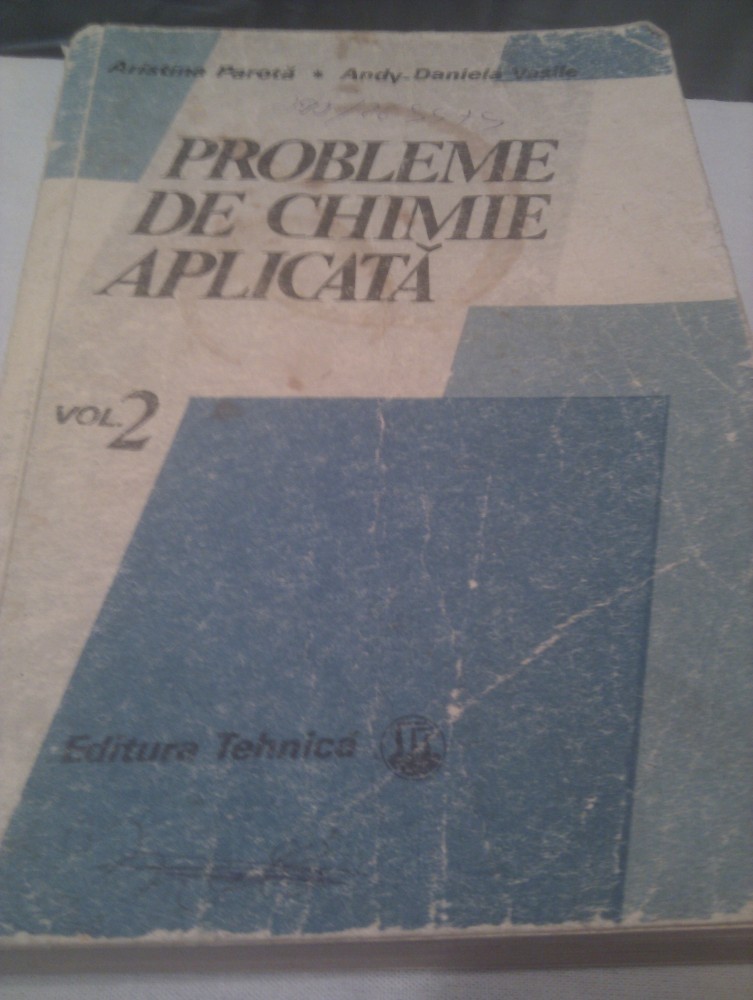 Aristina Parotă • Andy-Daniela Vasile
PROBLEME
DE CHIMIE
APLICATĂ
VOL. 2
Editura Tehnică